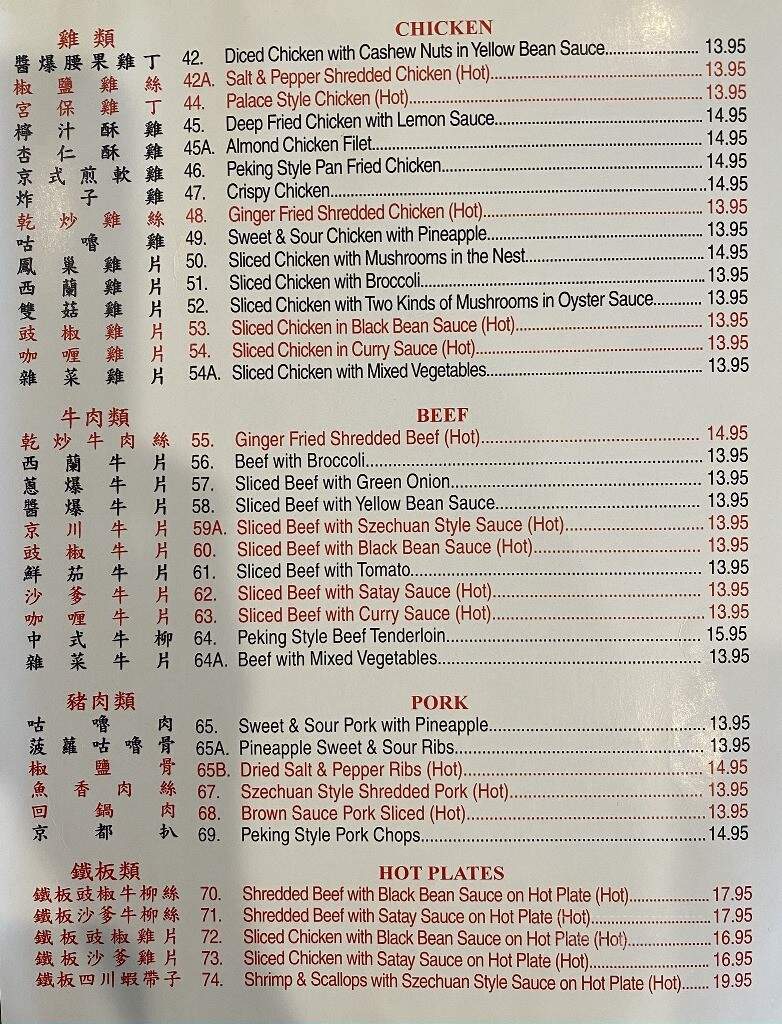 雞 類 CHICKEN
醬爆腰果雞丁 42. Diced Chicken with Cashew Nuts in Yellow Bean Sauce..................... 13.95
椒鹽雞絲 42A. Salt & Pepper Shredded Chicken (Hot)..................... 13.95
宮保雞丁 44. Palace Style Chicken (Hot)..................... 13.95
檸汁酥雞 45. Deep Fried Chicken with Lemon Sauce..................... 14.95
杏仁酥雞 45A. Almond Chicken Filet..................... 14.95
京式煎軟雞 46. Peking Style Pan Fried Chicken..................... 14.95
炸子雞 47. Crispy Chicken..................... 14.95
乾炒雞絲 48. Ginger Fried Shredded Chicken (Hot)..................... 13.95
咕嚕雞 49. Sweet & Sour Chicken with Pineapple..................... 13.95
鳳巢雞片 50. Sliced Chicken with Mushrooms in the Nest..................... 14.95
西蘭雞片 51. Sliced Chicken with Broccoli..................... 13.95
雙菇雞片 52. Sliced Chicken with Two Kinds of Mushrooms in Oyster Sauce........... 13.95
豉椒雞片 53. Sliced Chicken in Black Bean Sauce (Hot)..................... 13.95
咖喱雞片 54. Sliced Chicken in Curry Sauce (Hot)..................... 13.95
雜菜雞片 54A. Sliced Chicken with Mixed Vegetables..................... 13.95
牛肉類 BEEF
乾炒牛肉絲 55. Ginger Fried Shredded Beef (Hot)..................... 14.95
西蘭牛片 56. Beef with Broccoli..................... 13.95
蔥爆牛片 57. Sliced Beef with Green Onion..................... 13.95
醬爆牛片 58. Sliced Beef with Yellow Bean Sauce..................... 13.95
京川牛片 59A. Sliced Beef with Szechuan Style Sauce (Hot)..................... 13.95
豉椒牛片 60. Sliced Beef with Black Bean Sauce (Hot)..................... 13.95
鮮茄牛片 61. Sliced Beef with Tomato..................... 13.95
沙爹牛片 62. Sliced Beef with Satay Sauce (Hot)..................... 13.95
咖喱牛片 63. Sliced Beef with Curry Sauce (Hot)..................... 13.95
中式牛柳 64. Peking Style Beef Tenderloin..................... 15.95
雜菜牛片 64A. Beef with Mixed Vegetables..................... 13.95
豬肉類 PORK
咕嚕肉 65. Sweet & Sour Pork with Pineapple..................... 13.95
菠蘿咕嚕骨 65A. Pineapple Sweet & Sour Ribs..................... 13.95
椒鹽骨 65B. Dried Salt & Pepper Ribs (Hot)..................... 14.95
魚香肉絲 67. Szechuan Style Shredded Pork (Hot)..................... 13.95
回鍋肉 68. Brown Sauce Pork Sliced (Hot)..................... 13.95
京都扒 69. Peking Style Pork Chops..................... 14.95
鐵板類 HOT PLATES
鐵板豉椒牛柳絲 70. Shredded Beef with Black Bean Sauce on Hot Plate (Hot)..................... 17.95
鐵板沙爹牛柳絲 71. Shredded Beef with Satay Sauce on Hot Plate (Hot)..................... 17.95
鐵板豉椒雞片 72. Sliced Chicken with Black Bean Sauce on Hot Plate (Hot)..................... 16.95
鐵板沙爹雞片 73. Sliced Chicken with Satay Sauce on Hot Plate (Hot)..................... 16.95
鐵板四川蝦帶子 74. Shrimp & Scallops with Szechuan Style Sauce on Hot Plate (Hot)....... 19.95